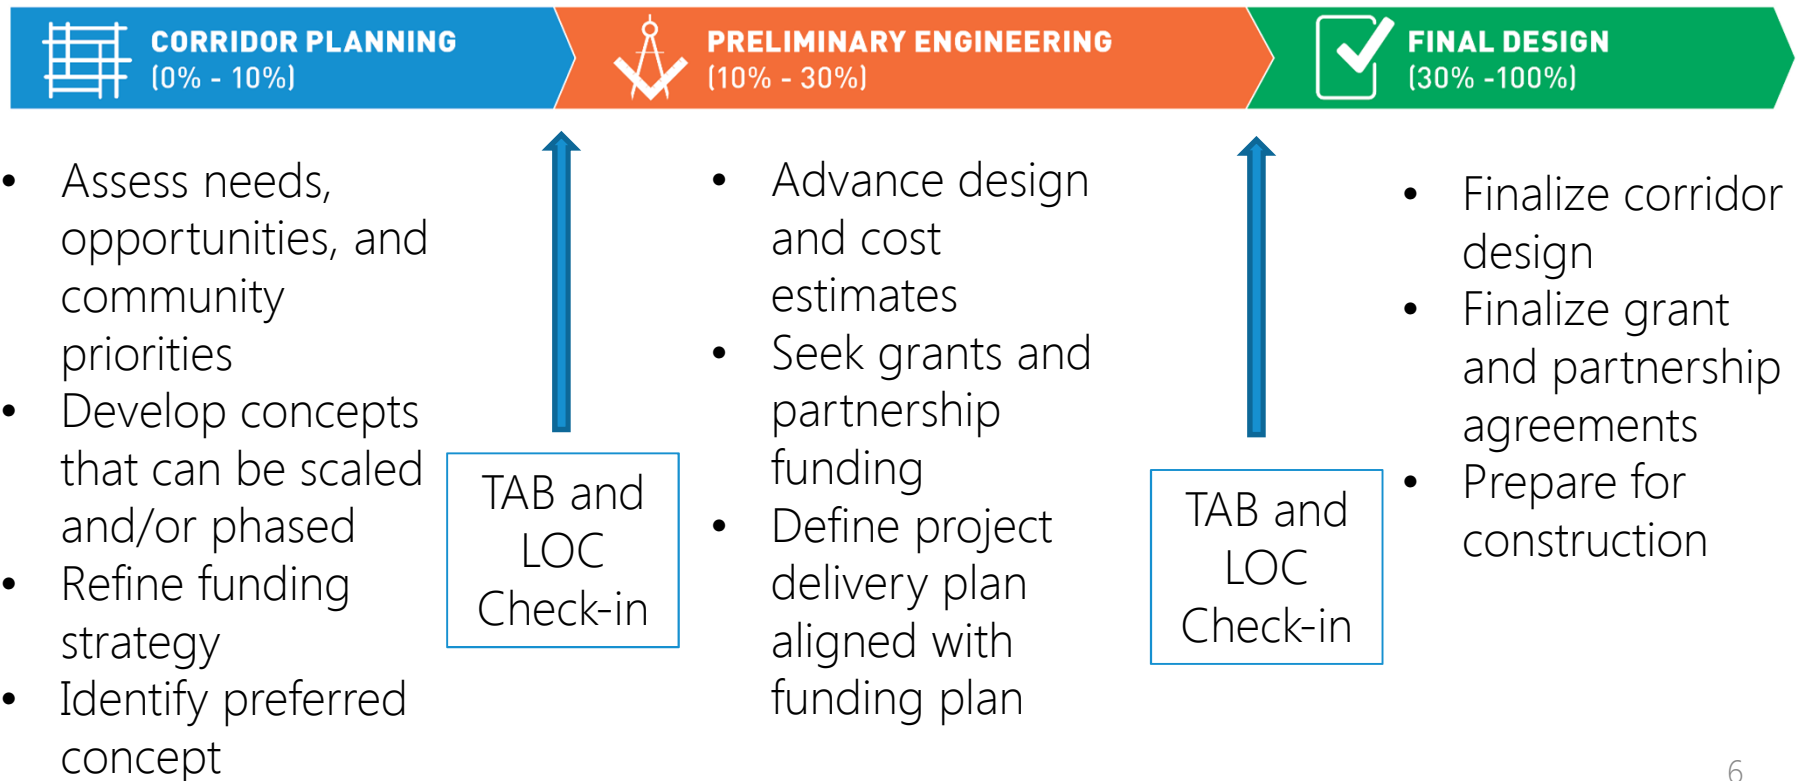 CORRIDOR PLANNING
(0% - 10%)
PRELIMINARY ENGINEERING
(10% - 30%)
FINAL DESIGN
(30% -100%)
• Assess needs,
opportunities, and
community
priorities
• Develop concepts
that can be scaled
and/or phased
• Refine funding
strategy
• Identify preferred
concept
TAB and
LOC
Check-in
• Advance design
and cost
estimates
• Seek grants and
partnership
funding
• Define project
delivery plan
aligned with
funding plan
TAB and
LOC
Check-in
• Finalize corridor
design
• Finalize grant
and partnership
agreements
• Prepare for
construction
6